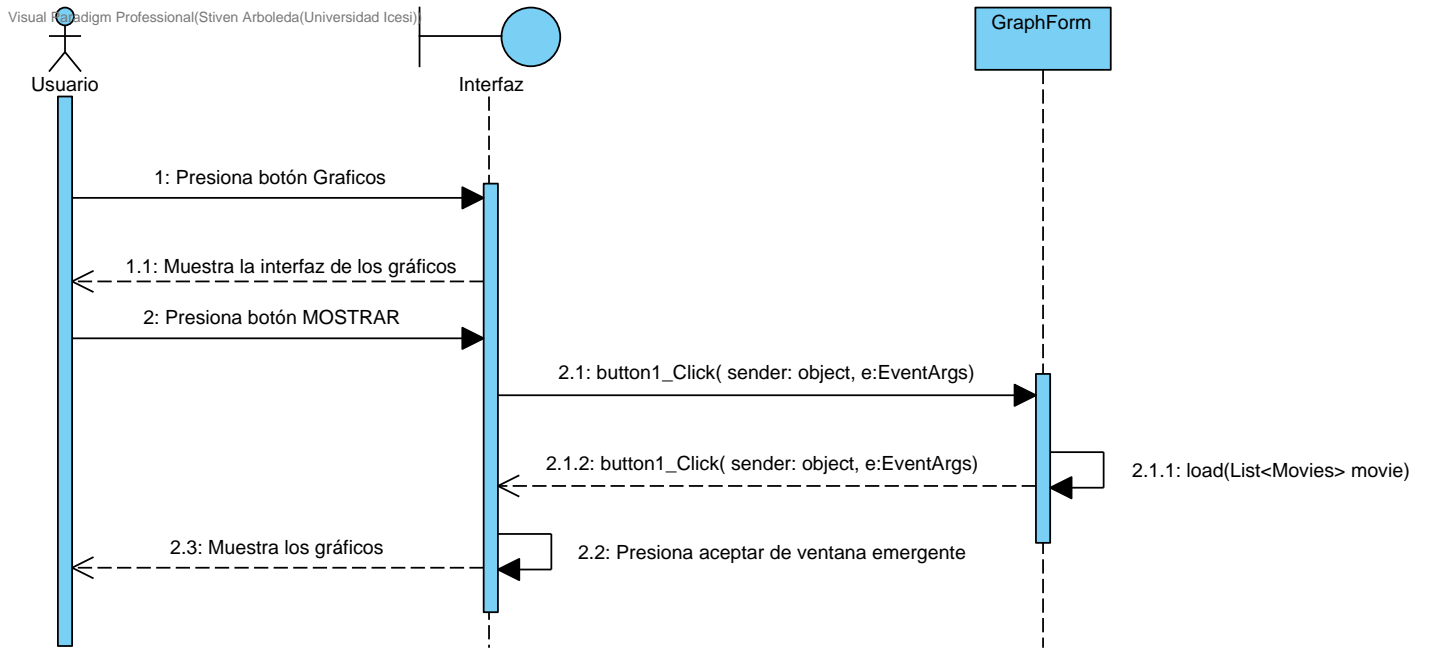 Visual Paradigm Professional(Stiven Arboleda(Universidad Icesi))
GraphForm
Usuario
Interfaz
1: Presiona botón Graficos
1.1: Muestra la interfaz de los gráficos
2: Presiona botón MOSTRAR
2.1: button1_Click( sender: object, e:EventArgs)
2.1.2: button1_Click( sender: object, e:EventArgs)
2.1.1: load(List<Movies> movie)
2.3: Muestra los gráficos
2.2: Presiona aceptar de ventana emergente